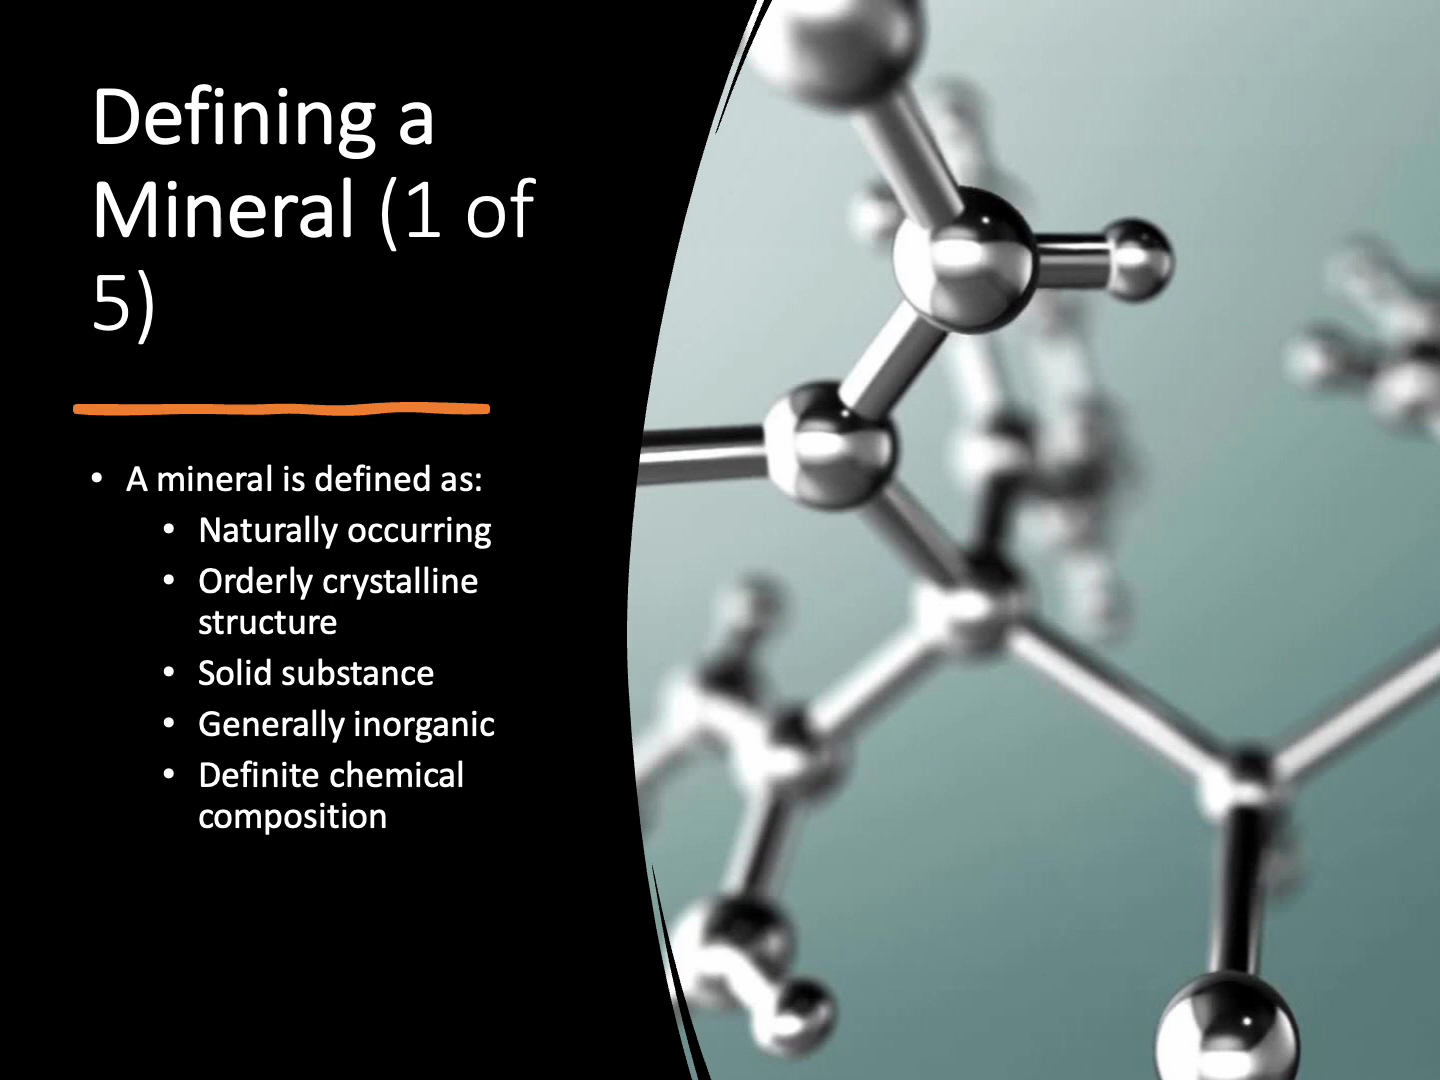 Defining a
Mineral (1 of
5)
• A mineral is defined as:
• Naturally occurring
• Orderly crystalline
structure
• Solid substance
• Generally inorganic
• Definite chemical
composition